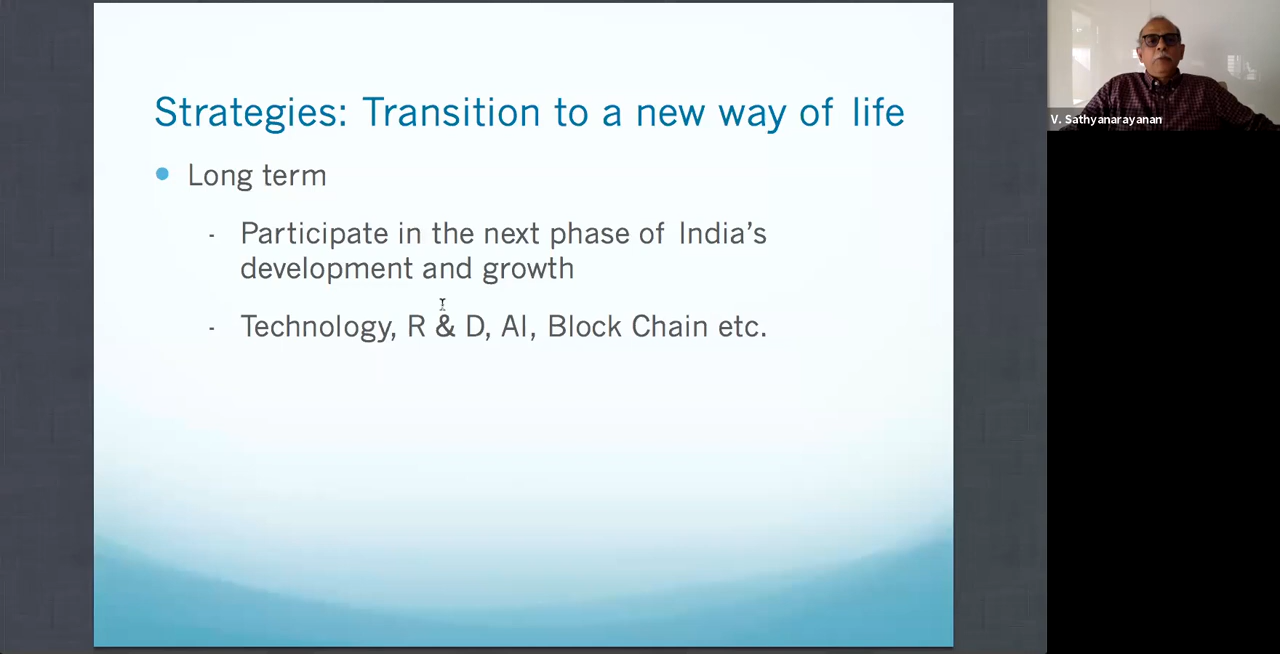 Strategies: Transition to a new way of life
• Long term
- Participate in the next phase of India's
development and growth
- Technology, R & D, AI, Block Chain etc.
V. Sathyanarayanan